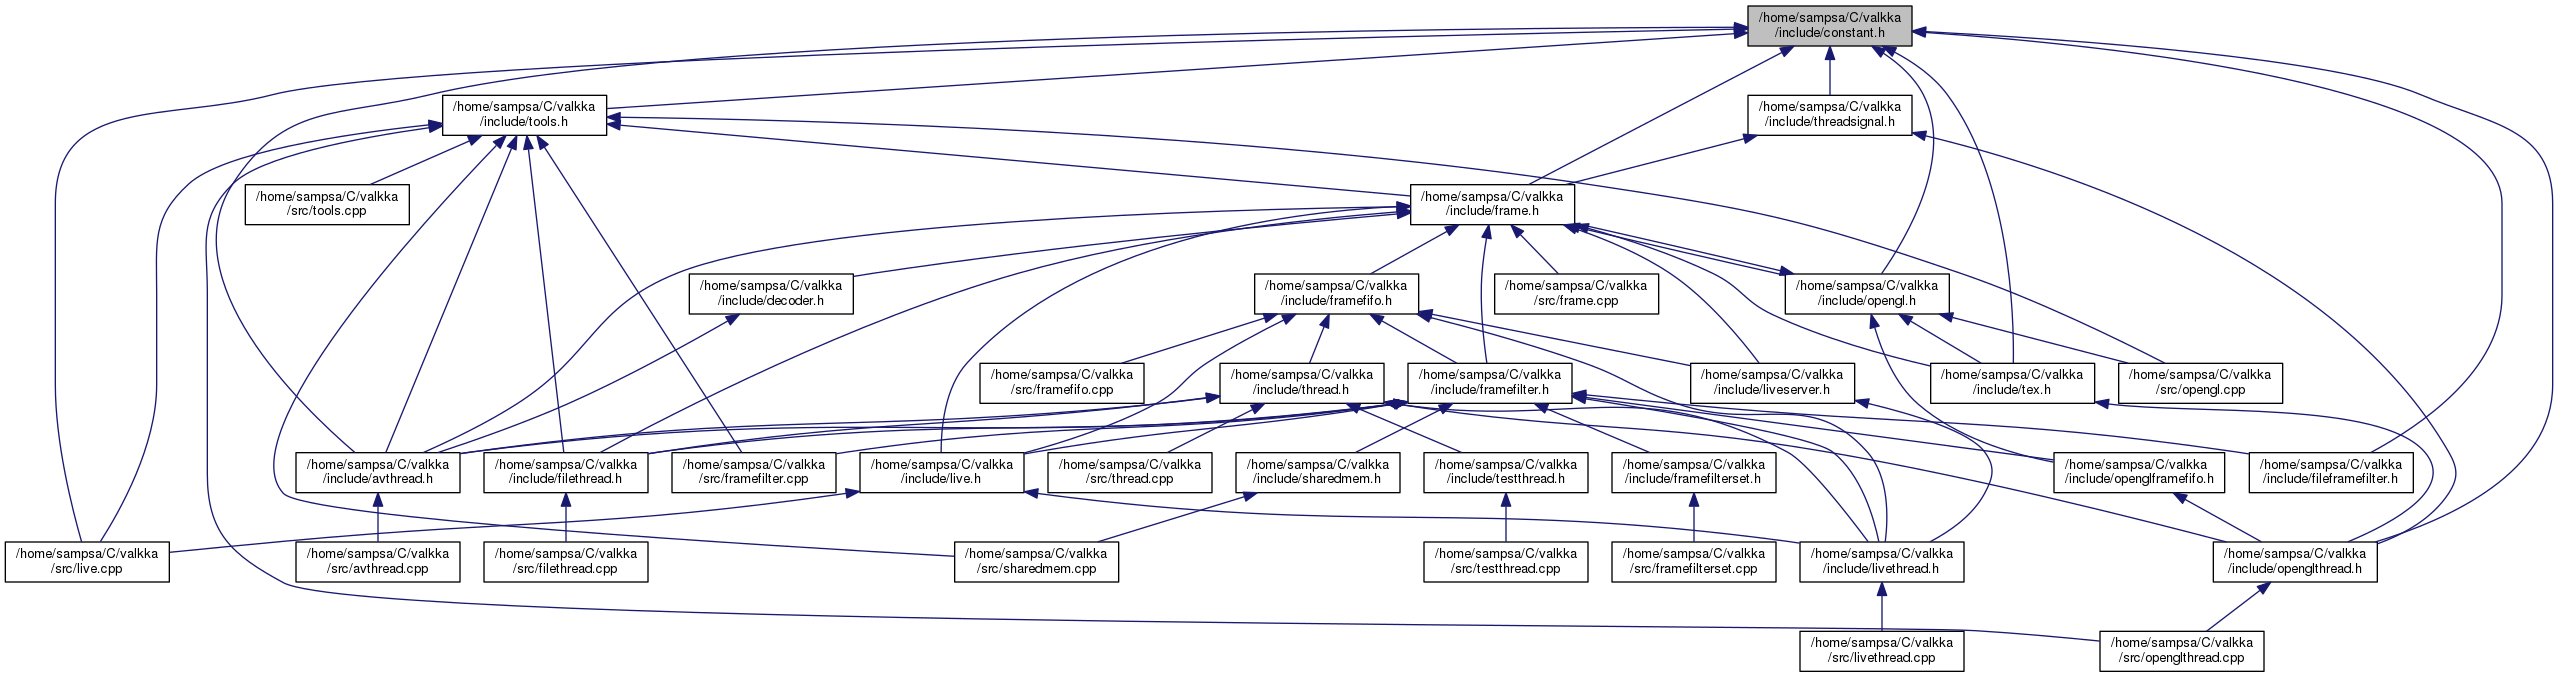 /home/sampsa/C/valkka
/include/constant.h
/home/sampsa/C/valkka
/include/tools.h
/home/sampsa/C/valkka
/include/threadsignal.h
/home/sampsa/C/valkka
/src/tools.cpp
/home/sampsa/C/valkka
/include/frame.h
/home/sampsa/C/valkka
/include/decoder.h
/home/sampsa/C/valkka
/include/framefifo.h
/home/sampsa/C/valkka
/src/frame.cpp
/home/sampsa/C/valkka
/include/opengl.h
/home/sampsa/C/valkka
/src/framefifo.cpp
/home/sampsa/C/valkka
/include/thread.h
/home/sampsa/C/valkka
/include/framefilter.h
/home/sampsa/C/valkka
/include/liveserver.h
/home/sampsa/C/valkka
/include/tex.h
/home/sampsa/C/valkka
/src/opengl.cpp
/home/sampsa/C/valkka
/include/avthread.h
/home/sampsa/C/valkka
/include/filethread.h
/home/sampsa/C/valkka
/src/framefilter.cpp
/home/sampsa/C/valkka
/include/live.h
/home/sampsa/C/valkka
/src/thread.cpp
/home/sampsa/C/valkka
/include/sharedmem.h
/home/sampsa/C/valkka
/include/testthread.h
/home/sampsa/C/valkka
/include/framefilterset.h
/home/sampsa/C/valkka
/include/openglframefifo.h
/home/sampsa/C/valkka
/include/fileframefilter.h
/home/sampsa/C/valkka
/src/live.cpp
/home/sampsa/C/valkka
/src/avthread.cpp
/home/sampsa/C/valkka
/src/filethread.cpp
/home/sampsa/C/valkka
/src/sharedmem.cpp
/home/sampsa/C/valkka
/src/testthread.cpp
/home/sampsa/C/valkka
/src/framefilterset.cpp
/home/sampsa/C/valkka
/include/livethread.h
/home/sampsa/C/valkka
/include/openglthread.h
/home/sampsa/C/valkka
/src/livethread.cpp
/home/sampsa/C/valkka
/src/openglthread.cpp